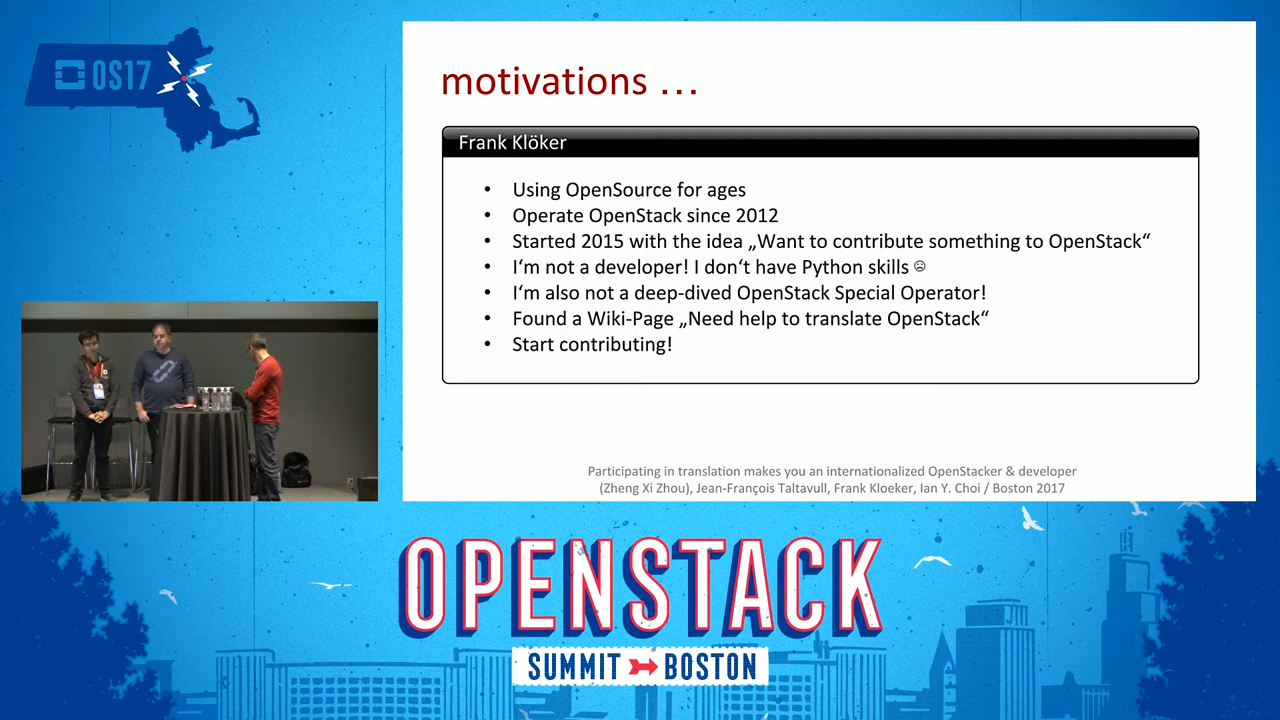 OS17
motivations ...
Frank Klöker
• Using OpenSource for ages
• Operate OpenStack since 2012
• Started 2015 with the idea „Want to contribute something to OpenStack“
• I‘m not a developer! I don‘t have Python skills ☹
• I‘m also not a deep-dived OpenStack Special Operator!
• Found a Wiki-Page „Need help to translate OpenStack“
• Start contributing!
Participating in translation makes you an internationalized OpenStacker & developer
(Zheng Xi Zhou), Jean-François Taltavull, Frank Kloeker, Ian Y. Choi / Boston 2017
OPENSTACK
SUMMIT BOSTON